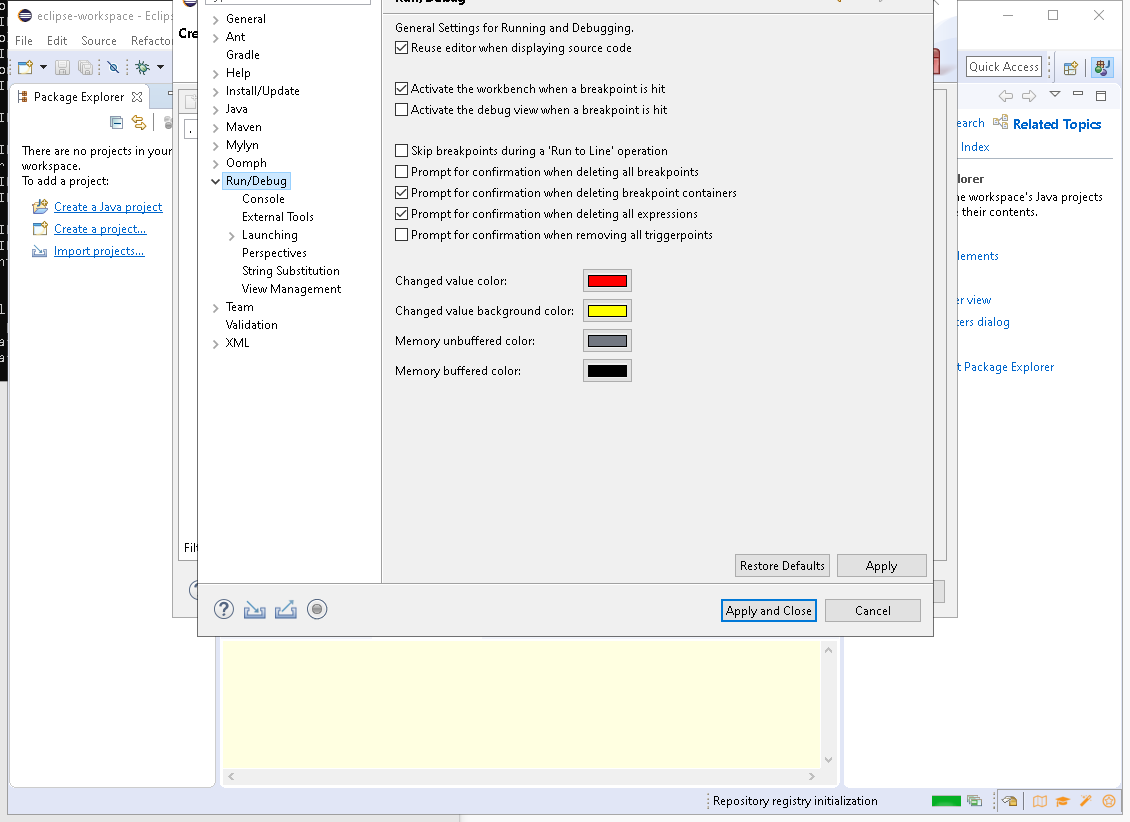 eclipse-workspace - Eclips
File Edit Source Refacto
Quick Access
Package Explorer
There are no projects in your
workspace.
To add a project:
Create a Java project
Create a project...
Import projects...
Cre
Filt
General
Ant
Gradle
Help
Install/Update
Java
Maven
Mylyn
Oomph
Run/Debug
Console
External Tools
Launching
Perspectives
String Substitution
View Management
Team
Validation
XML
Run/Debug
General Settings for Running and Debugging.
Reuse editor when displaying source code
Activate the workbench when a breakpoint is hit
Activate the debug view when a breakpoint is hit
Skip breakpoints during a 'Run to Line' operation
Prompt for confirmation when deleting all breakpoints
Prompt for confirmation when deleting breakpoint containers
Prompt for confirmation when deleting all expressions
Prompt for confirmation when removing all triggerpoints
Changed value color:
Changed value background color:
Memory unbuffered color:
Memory buffered color:
Restore Defaults Apply
Apply and Close Cancel
earch Related Topics
Index
lorer
he workspace's Java projects
their contents.
lements
er view
ters dialog
t Package Explorer
Repository registry initialization